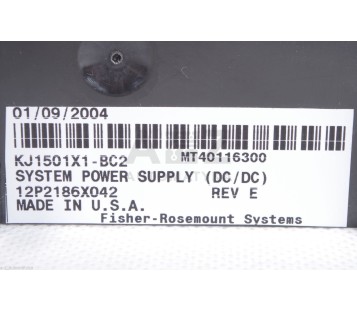 01/09/2004
KJ1501X1-BC2 MT40116300
SYSTEM POWER SUPPLY (DC/DC)
12P2186X042 REV E
MADE IN U.S.A.
Fisher-Rosemount Systems